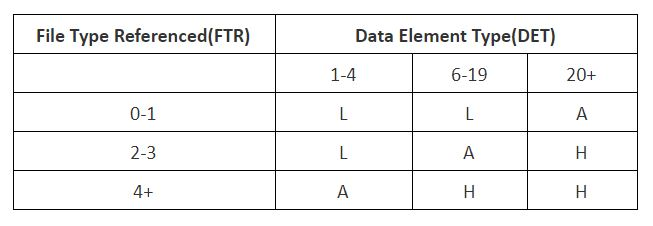 File Type Referenced(FTR) Data Element Type(DET)
1-4 6-19 20+
0-1 L L A
2-3 L A H
4+ A H H